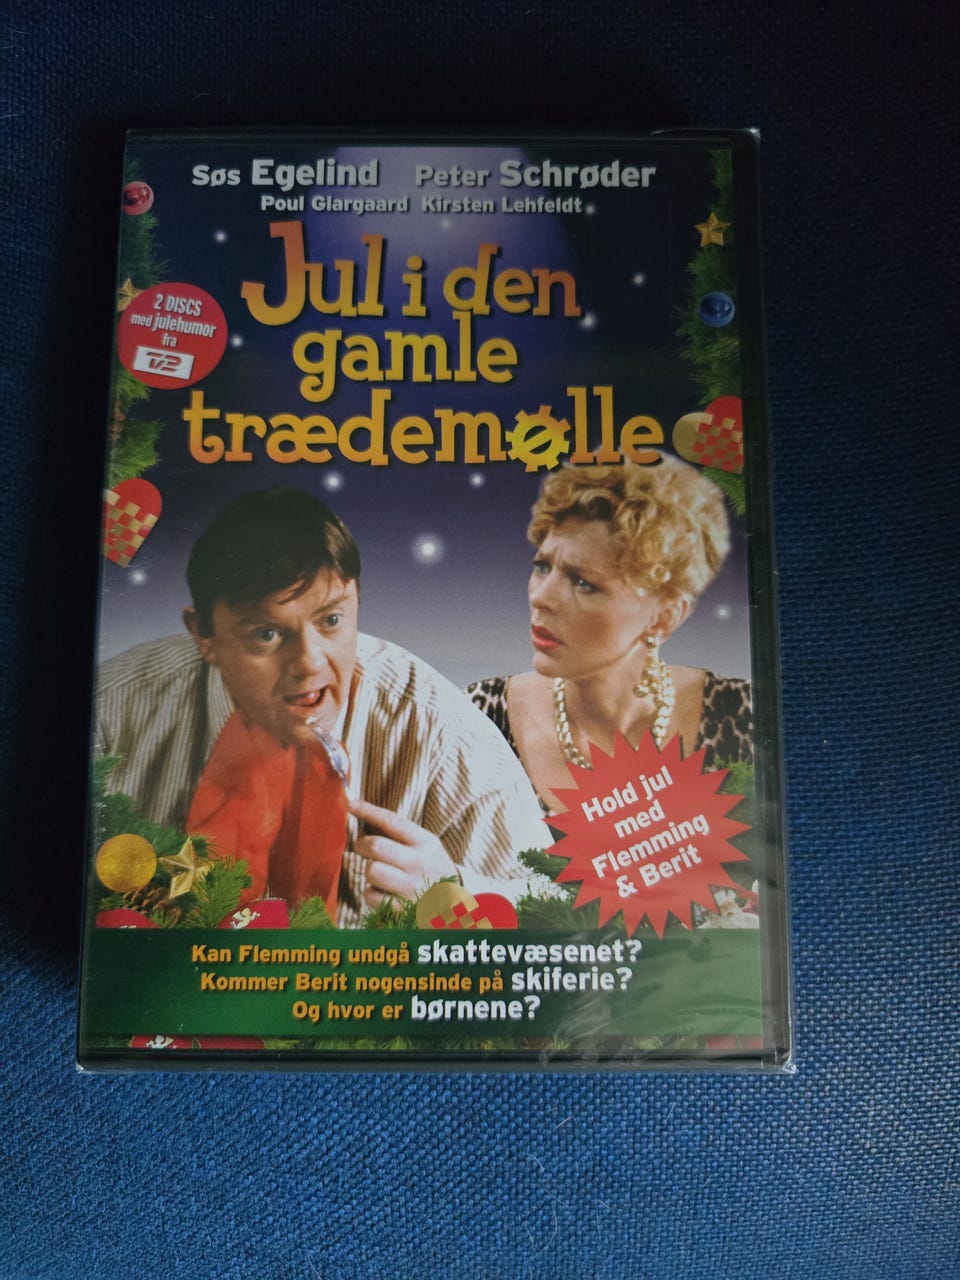 Søs Egelind Peter Schrøder
Poul Glargaard Kirsten Lehfeldt
Jul i den
gamle
trædemølle
2 DISCS
med julehumor
fra
TV2
Hold jul
med
Flemming
& Berit
Kan Flemming undgå skattevæsenet?
Kommer Berit nogensinde på skiferie?
Og hvor er børnene?